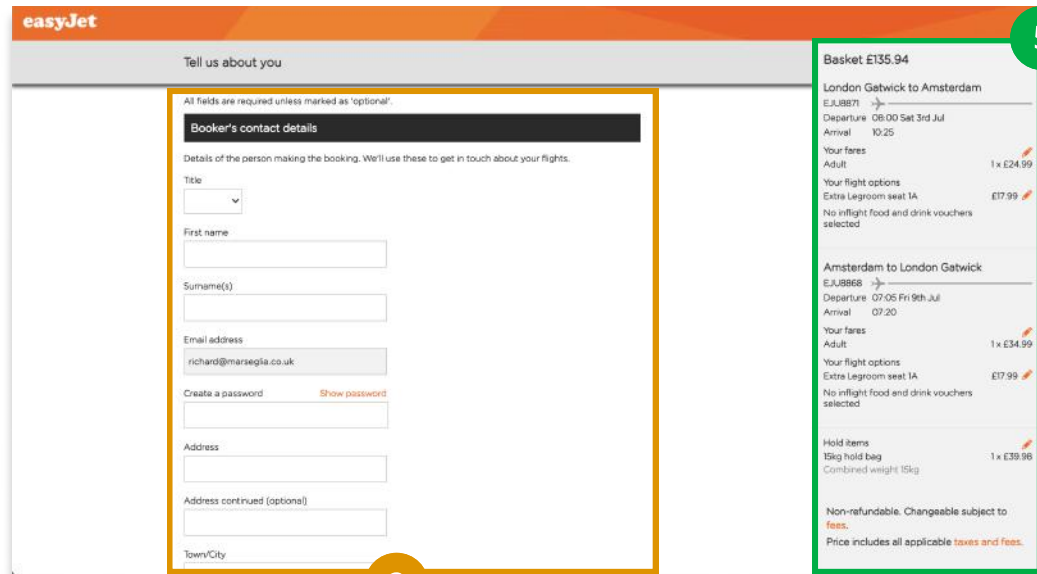 easyJet
Tell us about you
All fields are required unless marked as 'optional'.
Booker's contact details
Details of the person making the booking. We'll use these to get in touch about your flights.
Title
First name
Surname(s)
Email address
richard@marseglia.co.uk
Create a password Show password
Address
Address continued (optional)
Town/City
Basket £135.94
London Gatwick to Amsterdam
EJU8871
Departure 08:00 Sat 3rd Jul
Arrival 10:25
Your fares
Adult 1 x £24.99
Your flight options
Extra Legroom seat 1A £17.99
No inflight food and drink vouchers
selected
Amsterdam to London Gatwick
EJU8868
Departure 07:05 Fri 9th Jul
Arrival 07:20
Your fares
Adult 1 x £34.99
Your flight options
Extra Legroom seat 1A £17.99
No inflight food and drink vouchers
selected
Hold items
15kg hold bag 1 x £39.98
Combined weight 15kg
Non-refundable. Changeable subject to
fees.
Price includes all applicable taxes and fees.